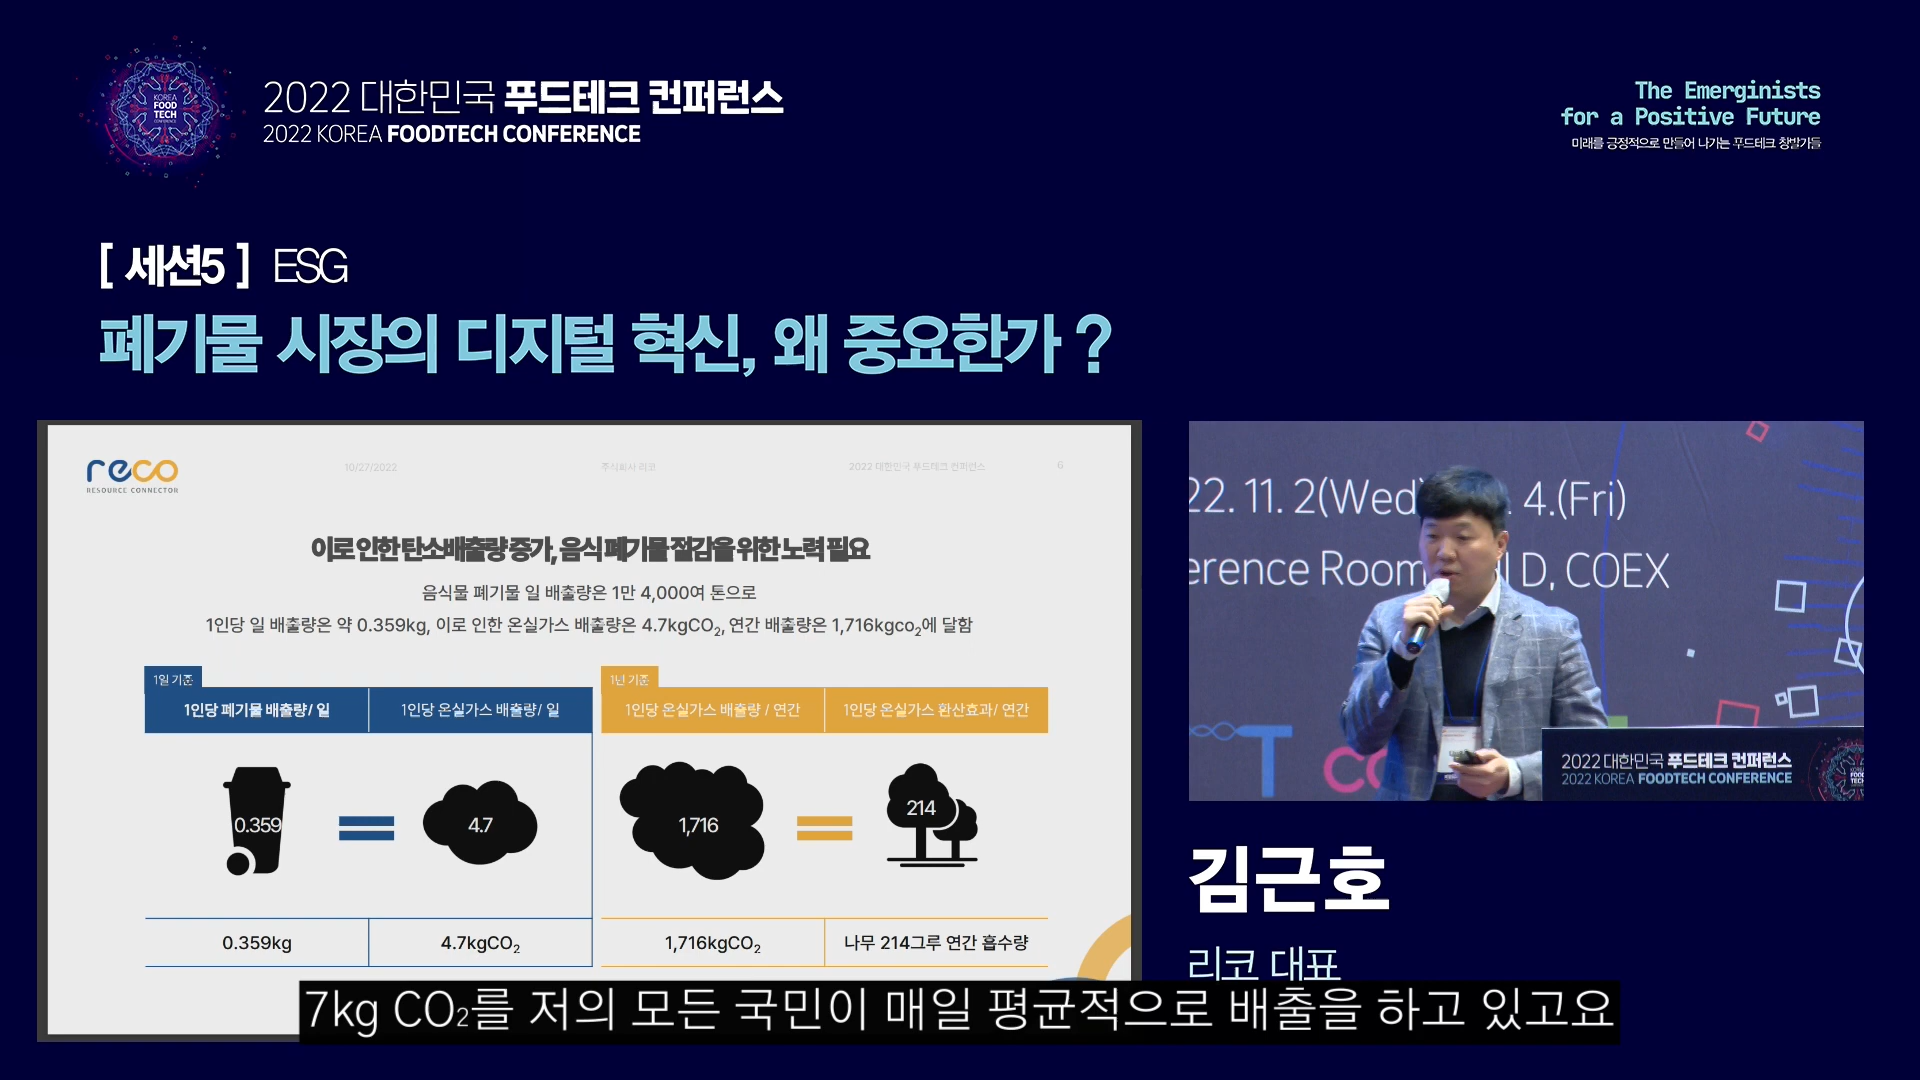 KOREA
FOOD
TECH
CONFERENCE
2022 대한민국 푸드테크 컨퍼런스
2022 KOREA FOODTECH CONFERENCE
The Emerginists
for a Positive Future
미래를 긍정적으로 만들어 나가는 푸드테크 창발가들
[ 세션5 ] ESG
폐기물 시장의 디지털 혁신, 왜 중요한가 ?
reco
RESOURCE CONNECTOR
10/27/2022
주식회사 리코
2022 대한민국 푸드테크 컨퍼런스
6
이로 인한 탄소배출량 증가, 음식 폐기물 절감을 위한 노력 필요
음식물 폐기물 일 배출량은 1만 4,000여 톤으로
1인당 일 배출량은 약 0.359kg, 이로 인한 온실가스 배출량은 4.7kgCO₂, 연간 배출량은 1,716kgco₂에 달함
1일 기준
1인당 폐기물 배출량/ 일
1인당 온실가스 배출량/ 일
1년 기준
1인당 온실가스 배출량 / 연간
1인당 온실가스 환산효과/ 연간
0.359
4.7
1,716
214
0.359kg
4.7kgCO₂
1,716kgCO₂
나무 214그루 연간 흡수량
22. 11. 2(Wed) . 4.(Fri)
erence Room D, COEX
T
2022 대한민국 푸드테크 컨퍼런스
2022 KOREA FOODTECH CONFERENCE
김근호
리코 대표
7kg CO₂를 저의 모든 국민이 매일 평균적으로 배출을 하고 있고요